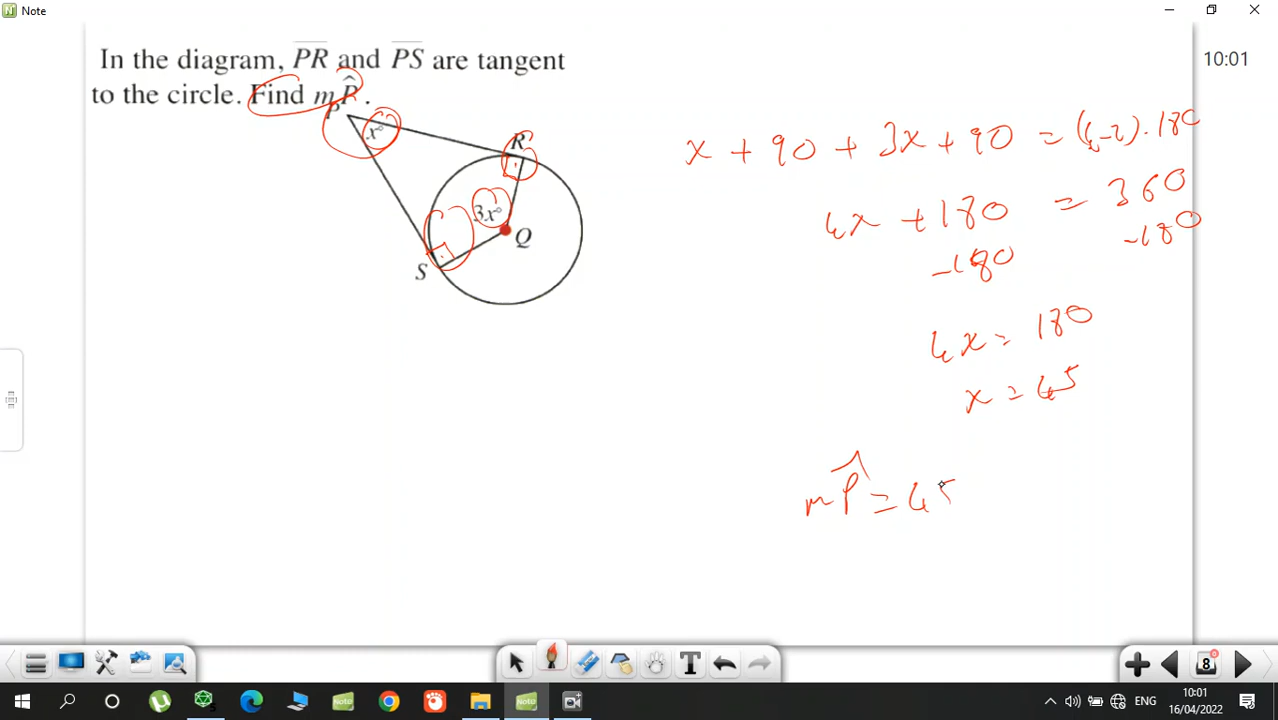 Note
In the diagram, PR and PS are tangent
to the circle. Find mP̂.
10:01
P
x°
R
3x°
Q
S
x + 90 + 3x + 90 = (4-2).180
4x + 180 = 360
-180 -180
4x = 180
x = 45
mP̂ = 45
T
8
Note
ENG
10:01
16/04/2022